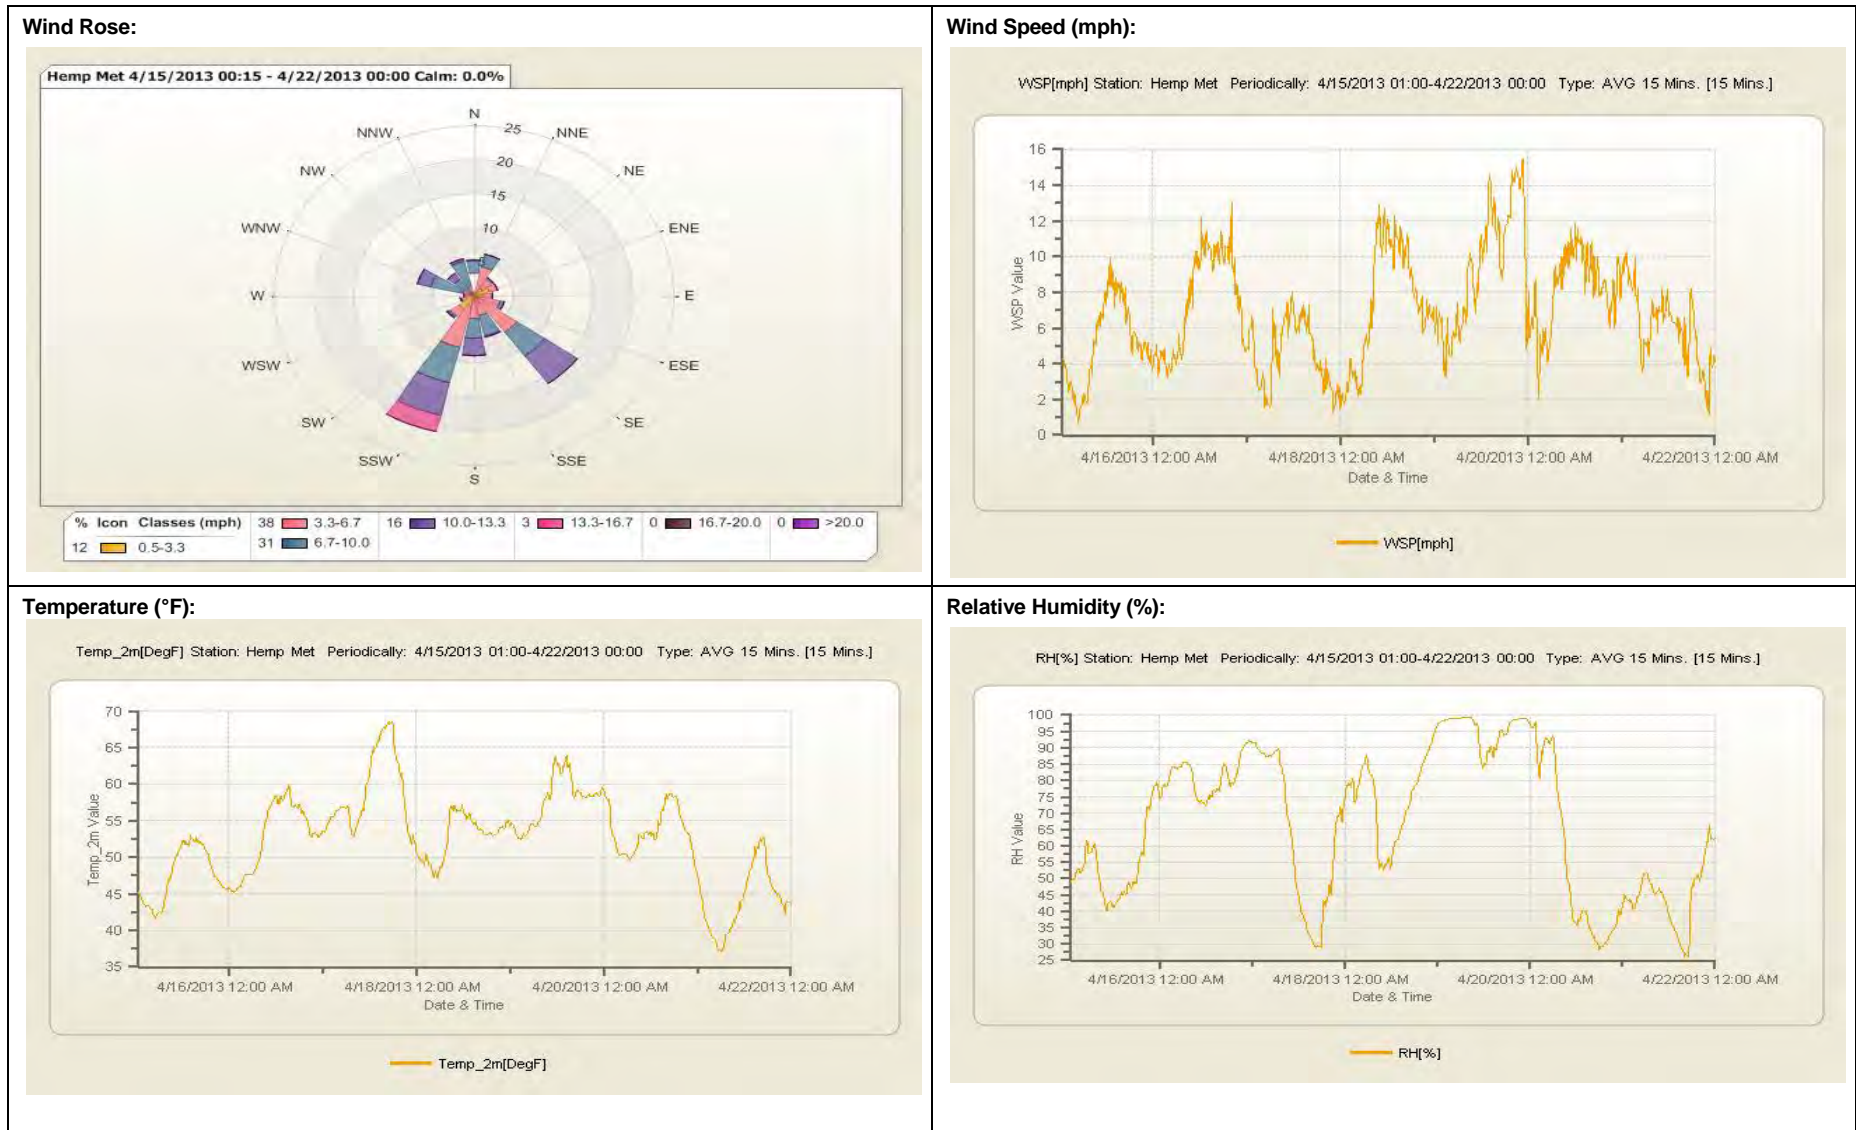 Wind Rose:
Hemp Met 4/15/2013 00:15 - 4/22/2013 00:00 Calm: 0.0%
N
NNW
25
NNE
20
NW
NE
15
WNW
10
ENE
5
W
E
WSW
ESE
SW
SE
SSW
SSE
S
% Icon Classes (mph)
38 3.3-6.7
16 10.0-13.3
3 13.3-16.7
0 16.7-20.0
0 >20.0
12 0.5-3.3
31 6.7-10.0
Wind Speed (mph):
WSP[mph] Station: Hemp Met Periodically: 4/15/2013 01:00-4/22/2013 00:00 Type: AVG 15 Mins. [15 Mins.]
16
14
12
10
8
6
4
2
0
WSP Value
4/16/2013 12:00 AM
4/18/2013 12:00 AM
4/20/2013 12:00 AM
4/22/2013 12:00 AM
Date & Time
WSP[mph]
Temperature (°F):
Temp_2m[DegF] Station: Hemp Met Periodically: 4/15/2013 01:00-4/22/2013 00:00 Type: AVG 15 Mins. [15 Mins.]
70
65
60
55
50
45
40
35
Temp_2m Value
4/16/2013 12:00 AM
4/18/2013 12:00 AM
4/20/2013 12:00 AM
4/22/2013 12:00 AM
Date & Time
Temp_2m[DegF]
Relative Humidity (%):
RH[%] Station: Hemp Met Periodically: 4/15/2013 01:00-4/22/2013 00:00 Type: AVG 15 Mins. [15 Mins.]
100
95
90
85
80
75
70
65
60
55
50
45
40
35
30
25
RH Value
4/16/2013 12:00 AM
4/18/2013 12:00 AM
4/20/2013 12:00 AM
4/22/2013 12:00 AM
Date & Time
RH[%]